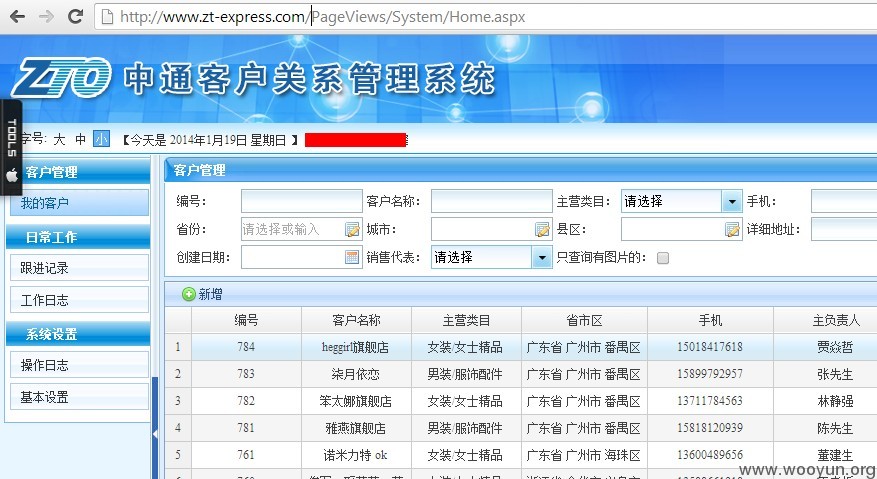 http://www.zt-express.com/PageViews/System/Home.aspx
ZTO 中通客户关系管理系统
TOOLS
字号: 大 中 小 【今天是 2014年1月19日 星期日 】
客户管理
我的客户
日常工作
跟进记录
工作日志
系统设置
操作日志
基本设置
客户管理
编号: 客户名称: 主营类目: 请选择 手机:
省份: 请选择或输入 城市: 县区: 详细地址:
创建日期: 销售代表: 请选择 只查询有图片的:
新增
编号 客户名称 主营类目 省市区 手机 主负责人
1 784 heggirl旗舰店 女装/女士精品 广东省 广州市 番禺区 15018417618 贾焱哲
2 783 柒月依恋 男装/服饰配件 广东省 广州市 番禺区 15899792957 张先生
3 782 笨太娜旗舰店 女装/女士精品 广东省 广州市 番禺区 13711784563 林静强
4 781 雅燕旗舰店 男装/服饰配件 广东省 广州市 番禺区 15818120939 陈先生
5 761 诺米力特 ok 女装/女士精品 广东省 广州市 海珠区 13600489656 董建生
www.wooyun.org